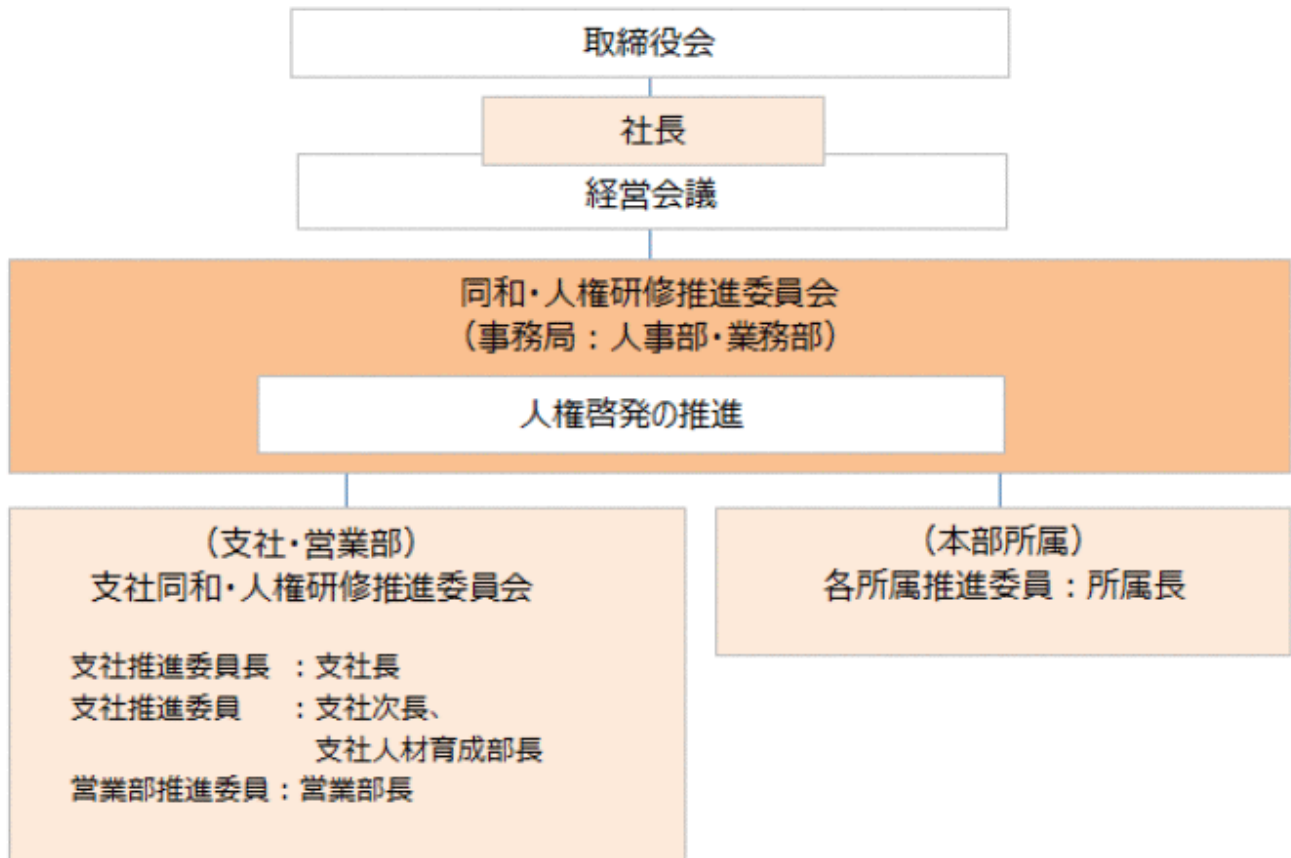 取締役会
社長
経営会議
同和・人権研修推進委員会
（事務局：人事部・業務部）
人権啓発の推進
（支社・営業部）
支社同和・人権研修推進委員会
支社推進委員長 ：支社長
支社推進委員 ：支社次長、
支社人材育成部長
営業部推進委員：営業部長
（本部所属）
各所属推進委員：所属長